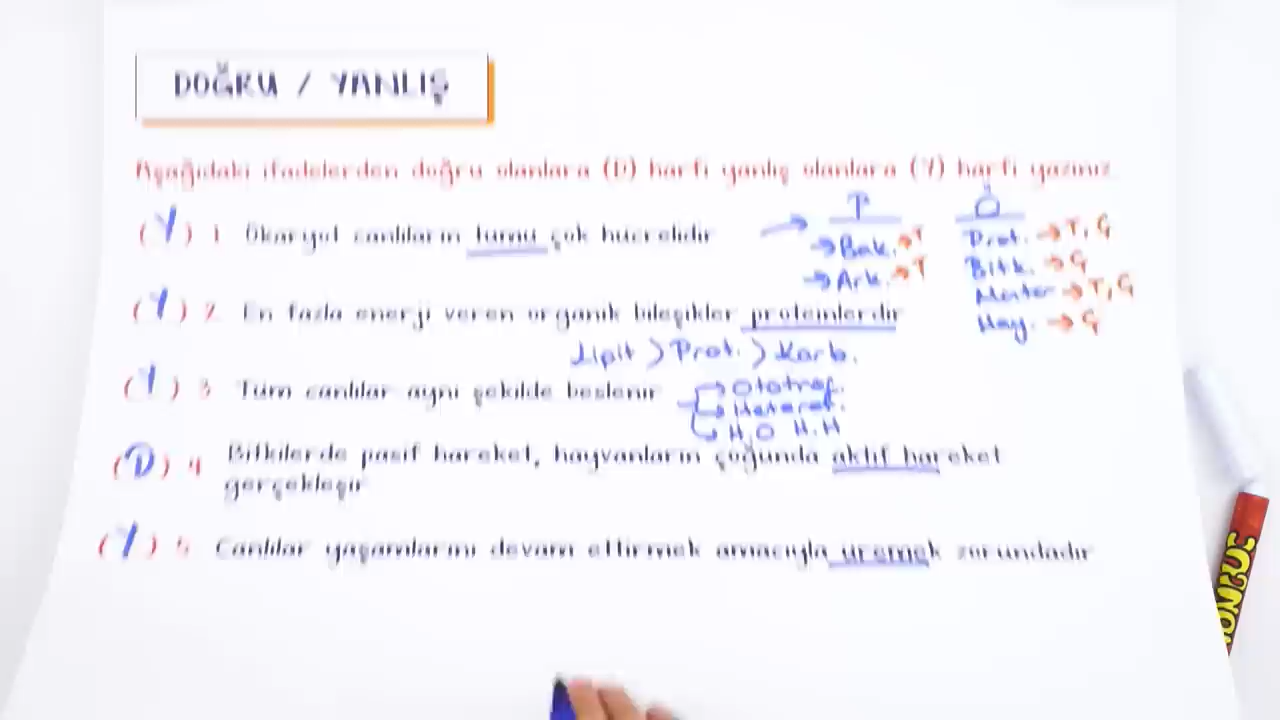 DOĞRU / YANLIŞ
Aşağıdaki ifadelerden doğru olanlara (D) harfi yanlış olanlara (Y) harfi yazınız.
(Y) 1. Ökaryot canlıların tümü çok hücrelidir
P Ö
→ Bak. → T Prot. → T, Ç
→ Ark. → T Bitk. → Ç
Mantar → T, Ç
Hay. → Ç
(Y) 2. En fazla enerji veren organik bileşikler proteinlerdir
Lipit > Prot. > Karb.
(Y) 3. Tüm canlılar aynı şekilde beslenir
→ Ototrof.
→ Heterof.
→ H, O H.H
(D) 4. Bitkilerde pasif hareket, hayvanların çoğunda aktif hareket
gerçekleşir
(Y) 5. Canlılar yaşamlarını devam ettirmek amacıyla üremek zorundadır